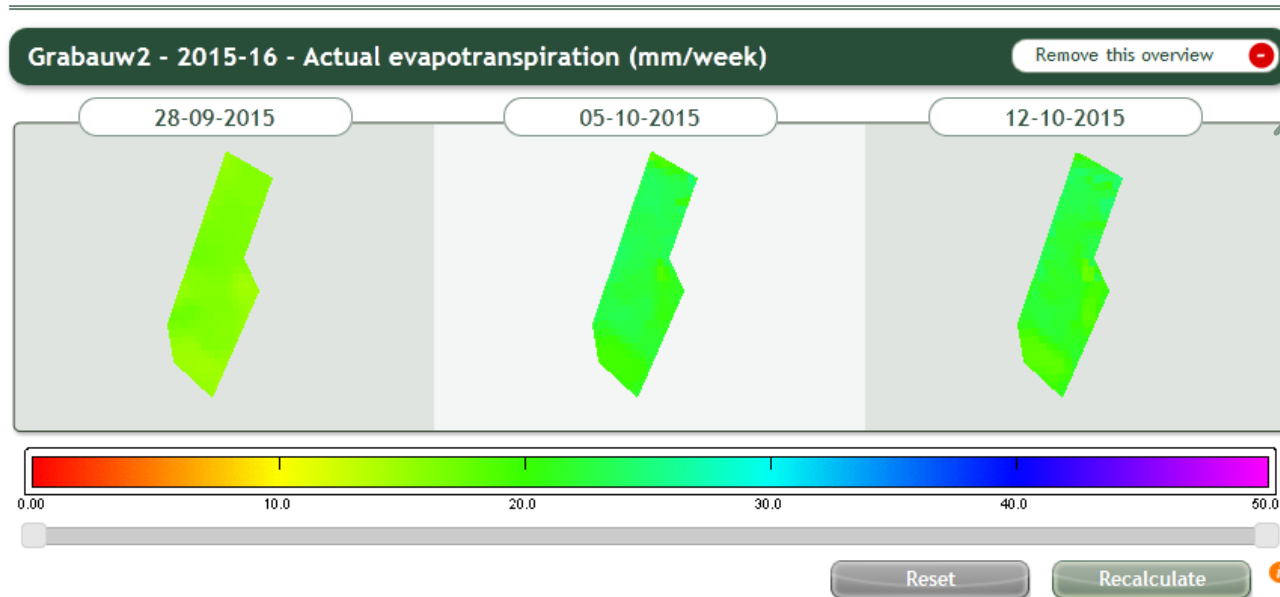 Grabauw2 - 2015-16 - Actual evapotranspiration (mm/week) Remove this overview
28-09-2015 05-10-2015 12-10-2015
0.00 10.0 20.0 30.0 40.0 50.0
Reset Recalculate